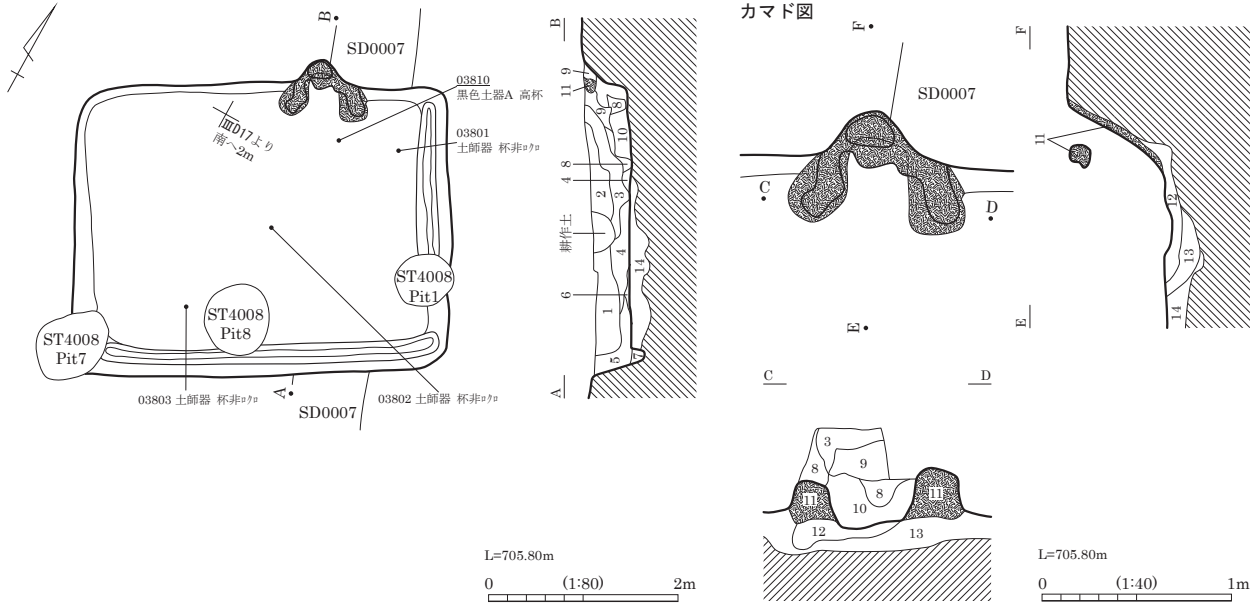 B
SD0007
03810
黒色土器A 高杯
03801
土師器 杯非ロクロ
ⅢD17より
南へ2m
ST4008
Pit1
ST4008
Pit8
ST4008
Pit7
03803 土師器 杯非ロクロ
A
SD0007
03802 土師器 杯非ロクロ
B
9
11
9
8
10
8
4
2
3
耕作土
4
14
6
1
5
7
A
L=705.80m
0 (1:80) 2m
カマド図
F
SD0007
C
D
E
F
11
12
13
14
E
C D
3
8
9
11
8
11
10
12
13
L=705.80m
0 (1:40) 1m